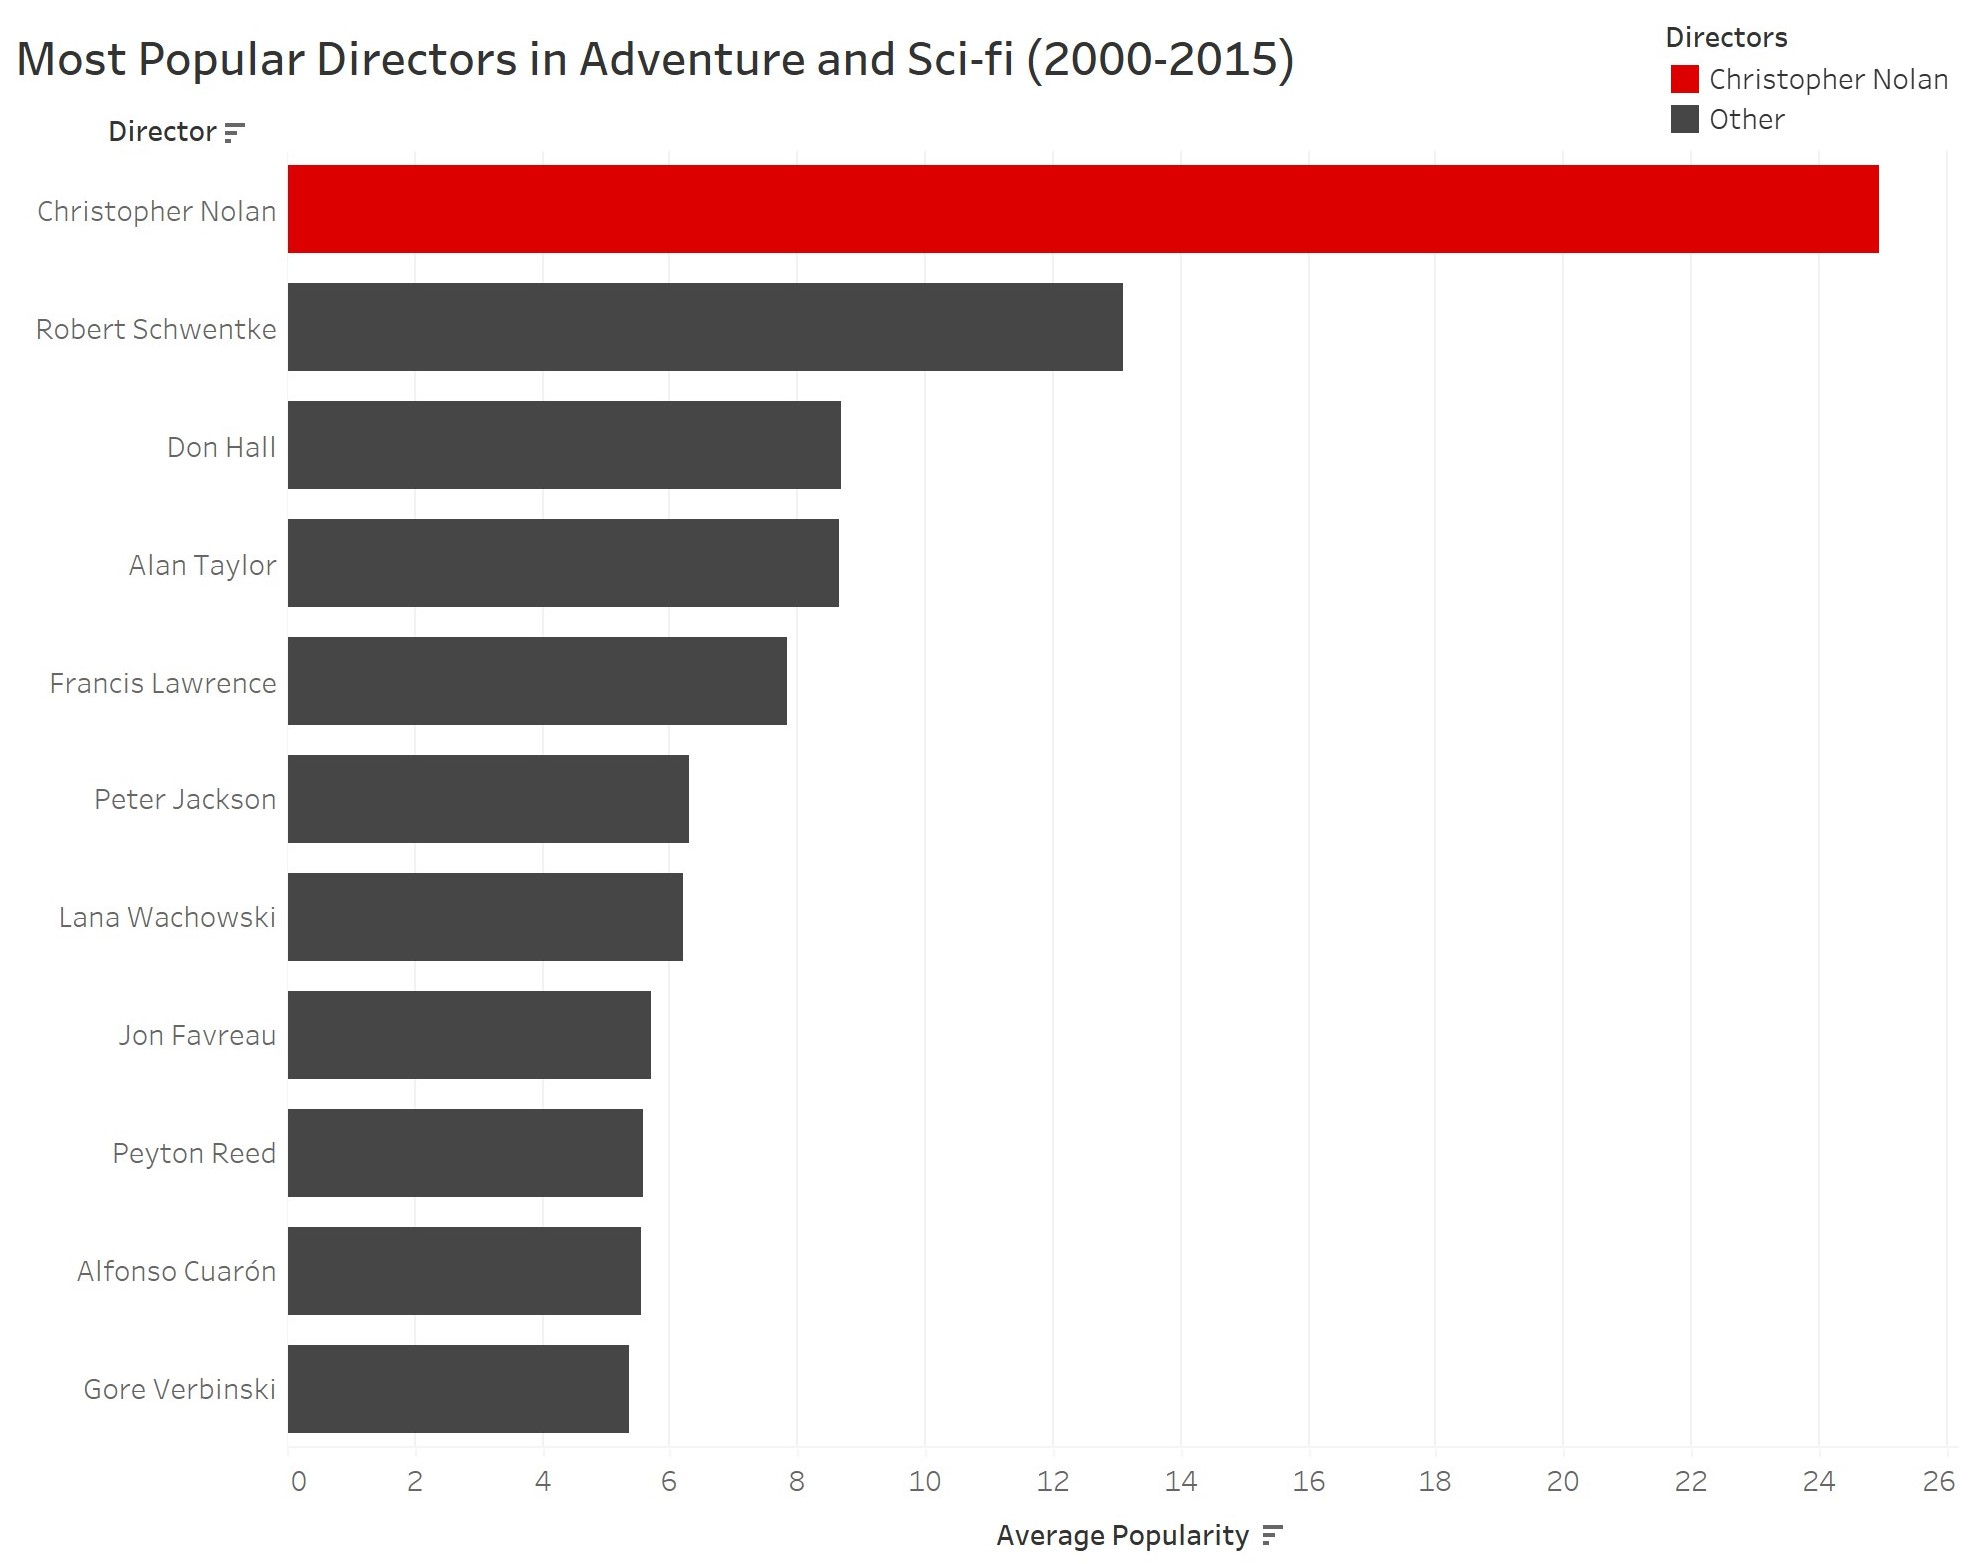 Most Popular Directors in Adventure and Sci-fi (2000-2015)
Directors
Christopher Nolan
Other
Director
Christopher Nolan
Robert Schwentke
Don Hall
Alan Taylor
Francis Lawrence
Peter Jackson
Lana Wachowski
Jon Favreau
Peyton Reed
Alfonso Cuarón
Gore Verbinski
0 2 4 6 8 10 12 14 16 18 20 22 24 26
Average Popularity